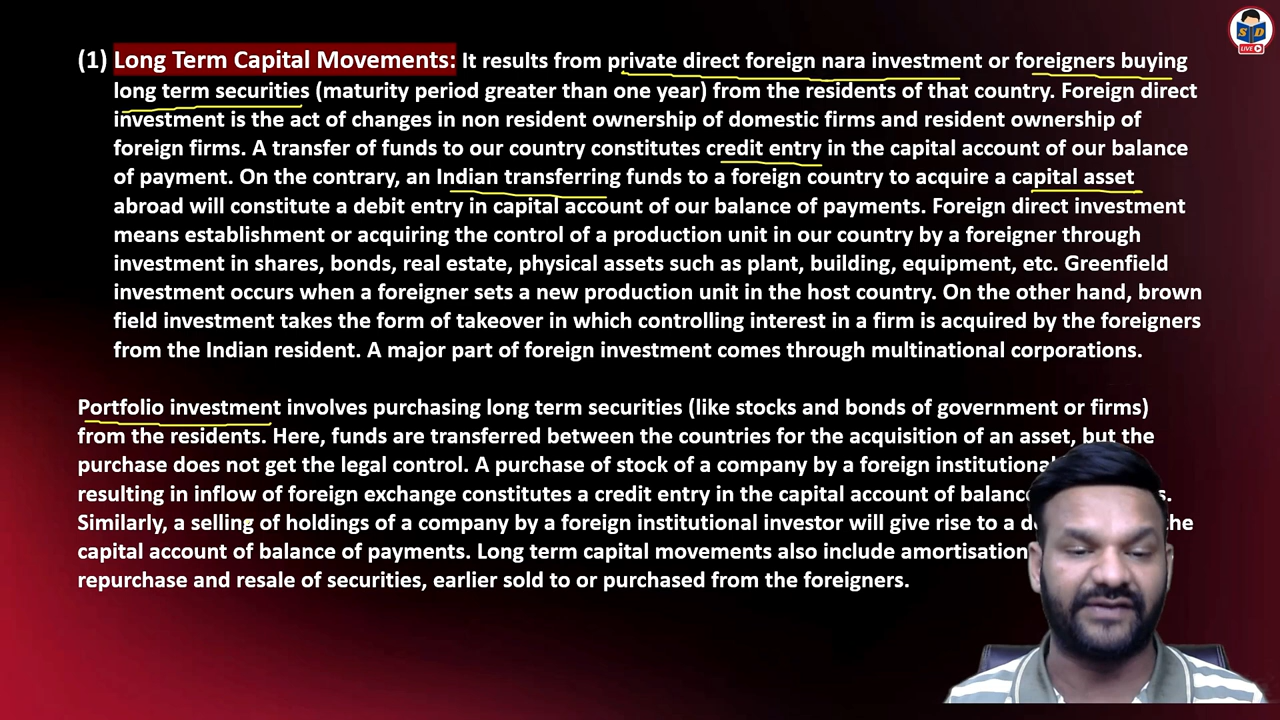 (1) Long Term Capital Movements: It results from private direct foreign nara investment or foreigners buying
long term securities (maturity period greater than one year) from the residents of that country. Foreign direct
investment is the act of changes in non resident ownership of domestic firms and resident ownership of
foreign firms. A transfer of funds to our country constitutes credit entry in the capital account of our balance
of payment. On the contrary, an Indian transferring funds to a foreign country to acquire a capital asset
abroad will constitute a debit entry in capital account of our balance of payments. Foreign direct investment
means establishment or acquiring the control of a production unit in our country by a foreigner through
investment in shares, bonds, real estate, physical assets such as plant, building, equipment, etc. Greenfield
investment occurs when a foreigner sets a new production unit in the host country. On the other hand, brown
field investment takes the form of takeover in which controlling interest in a firm is acquired by the foreigners
from the Indian resident. A major part of foreign investment comes through multinational corporations.
Portfolio investment involves purchasing long term securities (like stocks and bonds of government or firms)
from the residents. Here, funds are transferred between the countries for the acquisition of an asset, but the
purchase does not get the legal control. A purchase of stock of a company by a foreign institutional
resulting in inflow of foreign exchange constitutes a credit entry in the capital account of
Similarly, a selling of holdings of a company by a foreign institutional investor will give rise to a the
capital account of balance of payments. Long term capital movements also include amortisation
repurchase and resale of securities, earlier sold to or purchased from the foreigners.
S D
LIVE